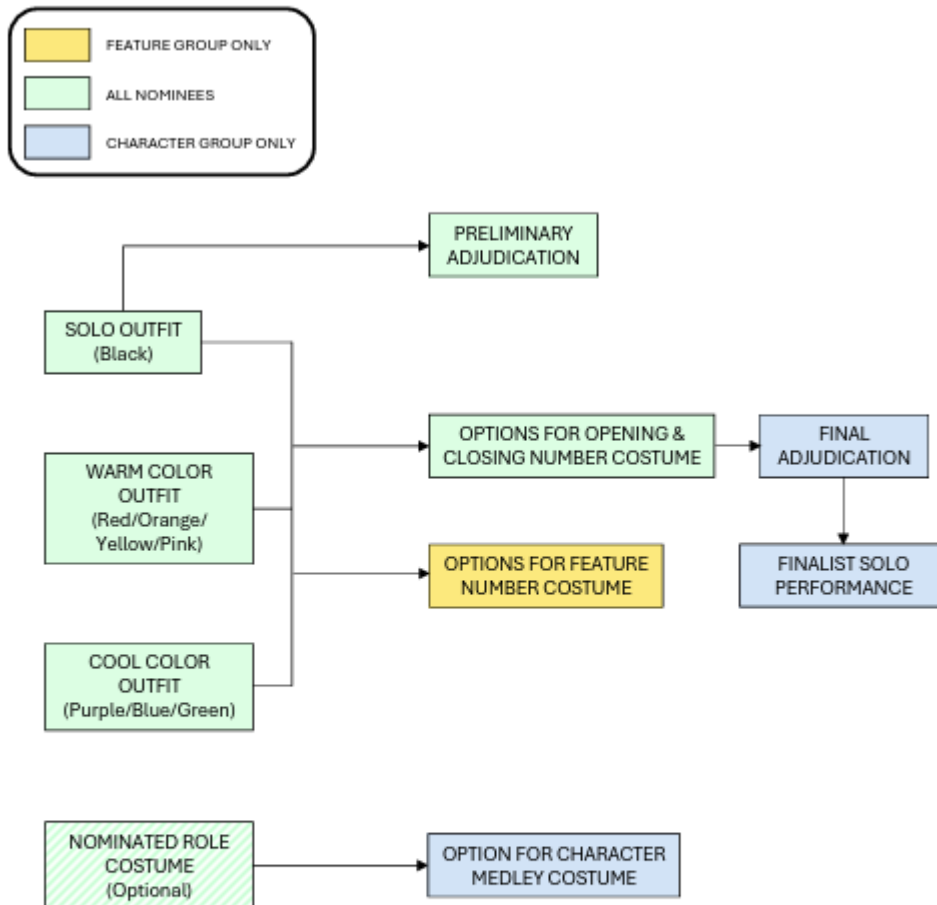 FEATURE GROUP ONLY
ALL NOMINEES
CHARACTER GROUP ONLY
PRELIMINARY
ADJUDICATION
SOLO OUTFIT
(Black)
OPTIONS FOR OPENING &
CLOSING NUMBER COSTUME
FINAL
ADJUDICATION
WARM COLOR
OUTFIT
(Red/Orange/
Yellow/Pink)
OPTIONS FOR FEATURE
NUMBER COSTUME
FINALIST SOLO
PERFORMANCE
COOL COLOR
OUTFIT
(Purple/Blue/Green)
NOMINATED ROLE
COSTUME
(Optional)
OPTION FOR CHARACTER
MEDLEY COSTUME